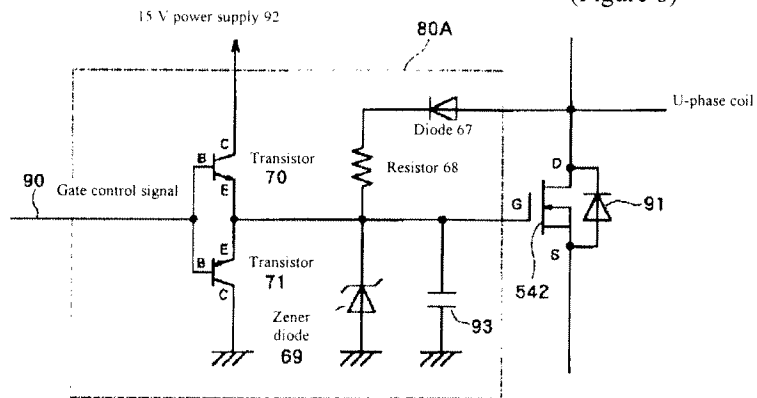 (Figure 6)
15 V power supply 92
80A
U-phase coil
Diode 67
C
B
Transistor
70
Resistor 68
D
90
Gate control signal
E
G
91
E
B
Transistor
71
S
C
542
Zener
diode
69
93